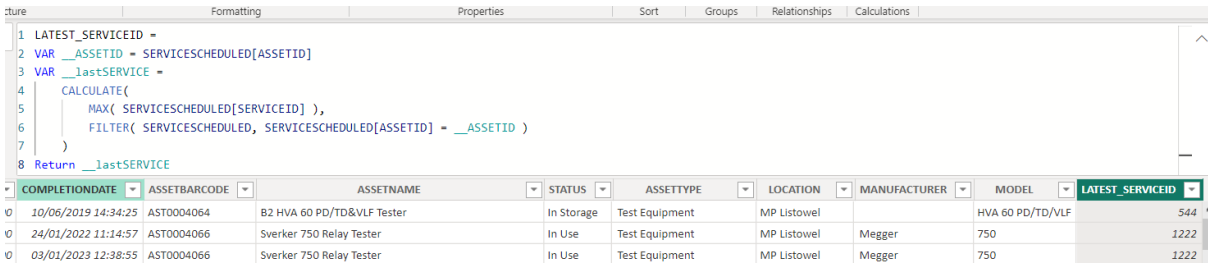 cture Formatting Properties Sort Groups Relationships Calculations
1 LATEST_SERVICEID =
2 VAR __ASSETID = SERVICESCHEDULED[ASSETID]
3 VAR __lastSERVICE =
4 CALCULATE(
5 MAX( SERVICESCHEDULED[SERVICEID] ),
6 FILTER( SERVICESCHEDULED, SERVICESCHEDULED[ASSETID] = __ASSETID )
7 )
8 Return __lastSERVICE
COMPLETIONDATE ASSETBARCODE ASSETNAME STATUS ASSETTYPE LOCATION MANUFACTURER MODEL LATEST_SERVICEID
00 10/06/2019 14:34:25 AST0004064 B2 HVA 60 PD/TD&VLF Tester In Storage Test Equipment MP Listowel HVA 60 PD/TD/VLF 544
00 24/01/2022 11:14:57 AST0004066 Sverker 750 Relay Tester In Use Test Equipment MP Listowel Megger 750 1222
00 03/01/2023 12:38:55 AST0004066 Sverker 750 Relay Tester In Use Test Equipment MP Listowel Megger 750 1222